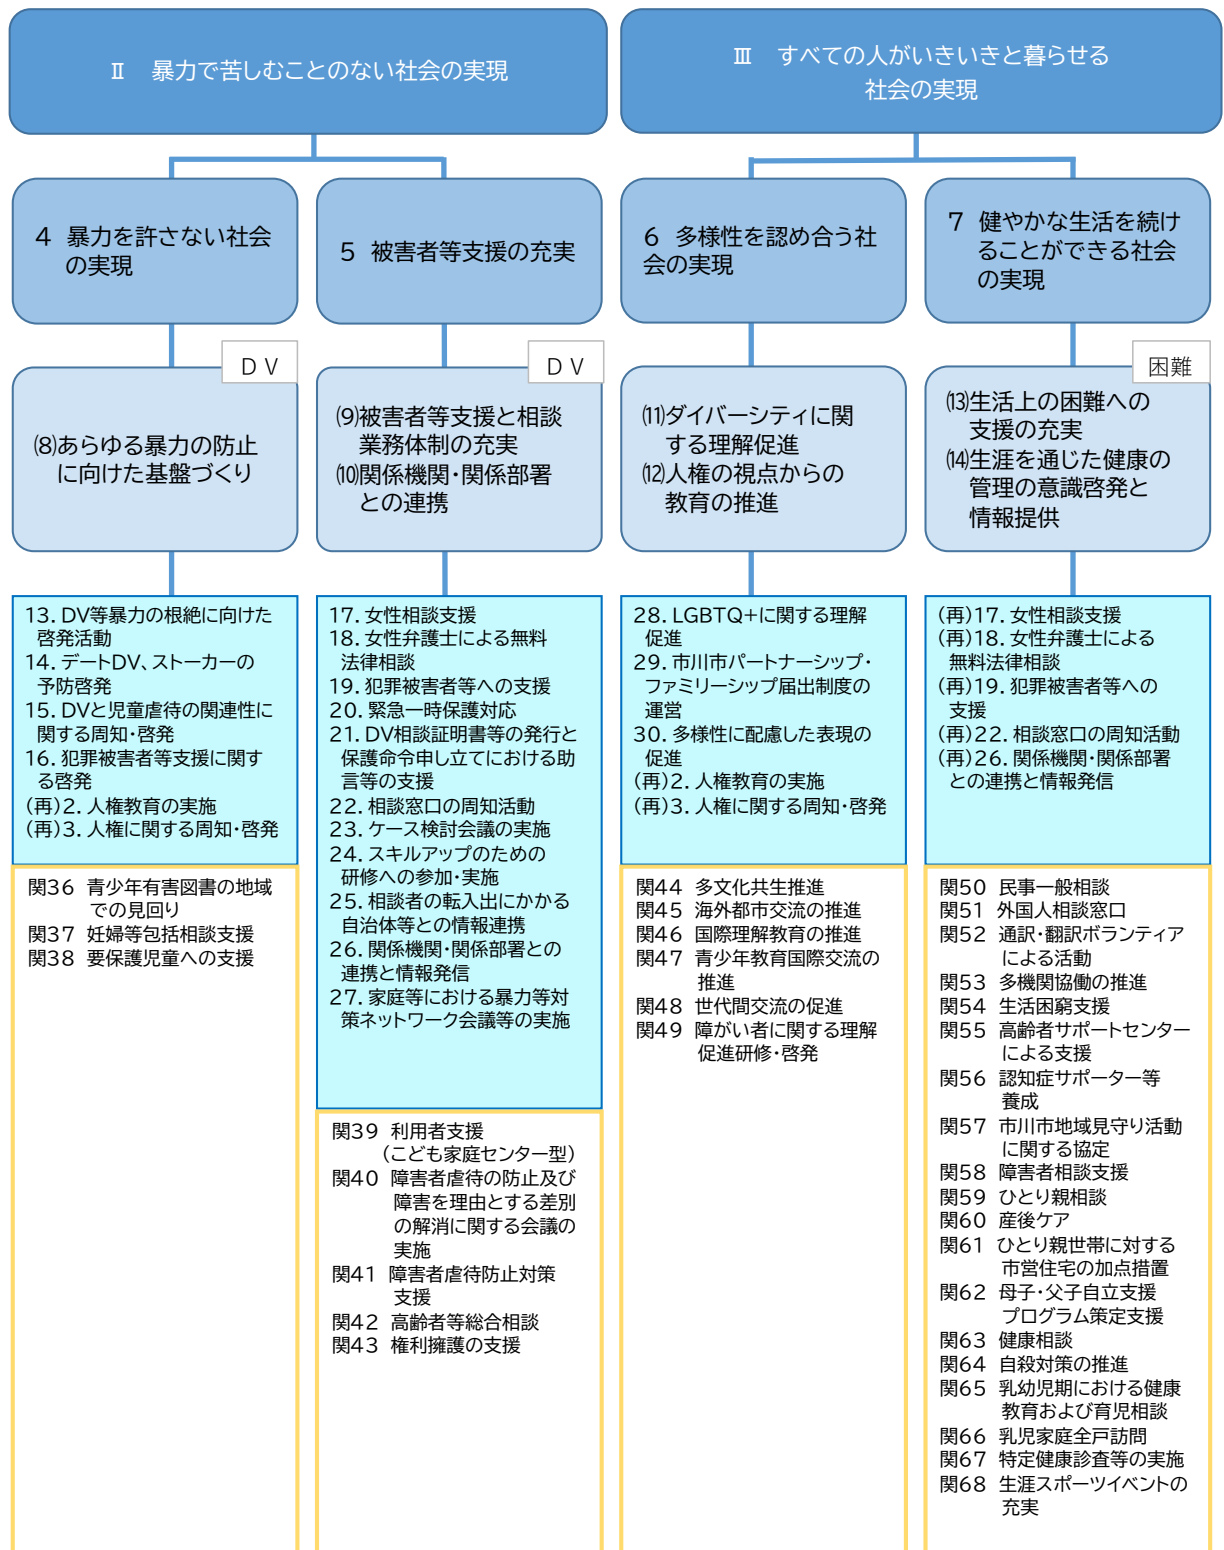 Ⅱ　暴力で苦しむことのない社会の実現
Ⅲ　すべての人がいきいきと暮らせる
社会の実現
4 暴力を許さない社会
の実現
5 被害者等支援の充実
6 多様性を認め合う社
会の実現
7 健やかな生活を続け
ることができる社会
の実現
DV
⑻あらゆる暴力の防止
に向けた基盤づくり
DV
⑼被害者等支援と相談
業務体制の充実
⑽関係機関・関係部署
との連携
⑾ダイバーシティに関
する理解促進
⑿人権の視点からの
教育の推進
困難
⒀生活上の困難への
支援の充実
⒁生涯を通じた健康の
管理の意識啓発と
情報提供
13．DV等暴力の根絶に向けた
啓発活動
14．デートDV、ストーカーの
予防啓発
15．DVと児童虐待の関連性に
関する周知・啓発
16．犯罪被害者等支援に関す
る啓発
(再)2．人権教育の実施
(再)3．人権に関する周知・啓発
関36 青少年有害図書の地域
での見回り
関37 妊婦等包括相談支援
関38 要保護児童への支援
17．女性相談支援
18．女性弁護士による無料
法律相談
19．犯罪被害者等への支援
20．緊急一時保護対応
21．DV相談証明書等の発行と
保護命令申し立てにおける助
言等の支援
22．相談窓口の周知活動
23．ケース検討会議の実施
24．スキルアップのための
研修への参加・実施
25．相談者の転入出にかかる
自治体等との情報連携
26．関係機関・関係部署との
連携と情報発信
27．家庭等における暴力等対
策ネットワーク会議等の実施
関39 利用者支援
(こども家庭センター型)
関40 障害者虐待の防止及び
障害を理由とする差別
の解消に関する会議の
実施
関41 障害者虐待防止対策
支援
関42 高齢者等総合相談
関43 権利擁護の支援
28．LGBTQ+に関する理解
促進
29．市川市パートナーシップ・
ファミリーシップ届出制度の
運営
30．多様性に配慮した表現の
促進
(再)2．人権教育の実施
(再)3．人権に関する周知・啓発
関44 多文化共生推進
関45 海外都市交流の推進
関46 国際理解教育の推進
関47 青少年教育国際交流の
推進
関48 世代間交流の促進
関49 障がい者に関する理解
促進研修・啓発
(再)17．女性相談支援
(再)18．女性弁護士による
無料法律相談
(再)19．犯罪被害者等への
支援
(再)22．相談窓口の周知活動
(再)26．関係機関・関係部署
との連携と情報発信
関50 民事一般相談
関51 外国人相談窓口
関52 通訳・翻訳ボランティア
による活動
関53 多機関協働の推進
関54 生活困窮支援
関55 高齢者サポートセンター
による支援
関56 認知症サポーター等
養成
関57 市川市地域見守り活動
に関する協定
関58 障害者相談支援
関59 ひとり親相談
関60 産後ケア
関61 ひとり親世帯に対する
市営住宅の加点措置
関62 母子・父子自立支援
プログラム策定支援
関63 健康相談
関64 自殺対策の推進
関65 乳幼児期における健康
教育および育児相談
関66 乳児家庭全戸訪問
関67 特定健康診査等の実施
関68 生涯スポーツイベントの
充実